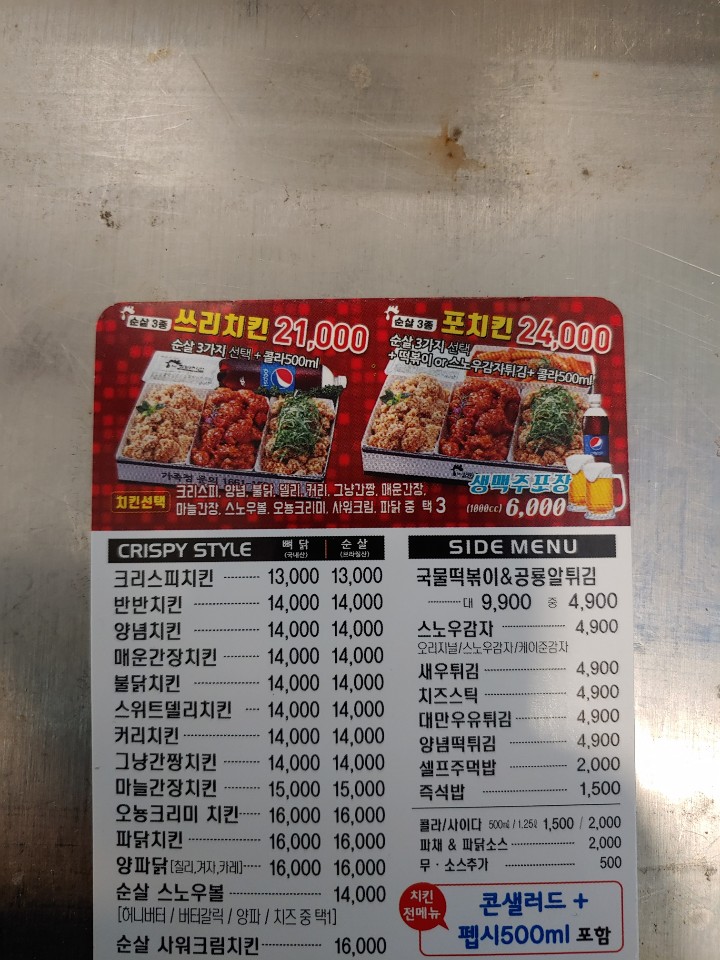 순살 3종 쓰리치킨 21,000
순살 3가지 선택 + 콜라500ml
순살 3종 포치킨 24,000
순살 3가지 선택
+ 떡볶이 or 스노우감자튀김+ 콜라500ml
치킨선택
크리스피, 양념, 불닭, 델리, 커리, 그냥간짱, 매운간장,
마늘간장, 스노우볼, 오뇽크리미, 사워크림, 파닭 중 택3
생맥주포장
(1000cc) 6,000
CRISPY STYLE 뼈 닭 (국내산) 순 살 (브라질산)
크리스피치킨 13,000 13,000
반반치킨 14,000 14,000
양념치킨 14,000 14,000
매운간장치킨 14,000 14,000
불닭치킨 14,000 14,000
스위트델리치킨 14,000 14,000
커리치킨 14,000 14,000
그냥간짱치킨 14,000 14,000
마늘간장치킨 15,000 15,000
오뇽크리미 치킨 16,000 16,000
파닭치킨 16,000 16,000
양파닭[칠리,겨자,카레] 16,000 16,000
순살 스노우볼 14,000
[허니버터 / 버터갈릭 / 양파 / 치즈 중 택1]
순살 사워크림치킨 16,000
SIDE MENU
국물떡볶이&공룡알튀김
대 9,900 중 4,900
스노우감자 4,900
오리지널/스노우감자/케이준감자
새우튀김 4,900
치즈스틱 4,900
대만우유튀김 4,900
양념떡튀김 4,900
셀프주먹밥 2,000
즉석밥 1,500
콜라/사이다 500㎖ / 1.25ℓ 1,500 / 2,000
파채 & 파닭소스 2,000
무 · 소스추가 500
치킨
전메뉴
콘샐러드 +
펩시500ml 포함